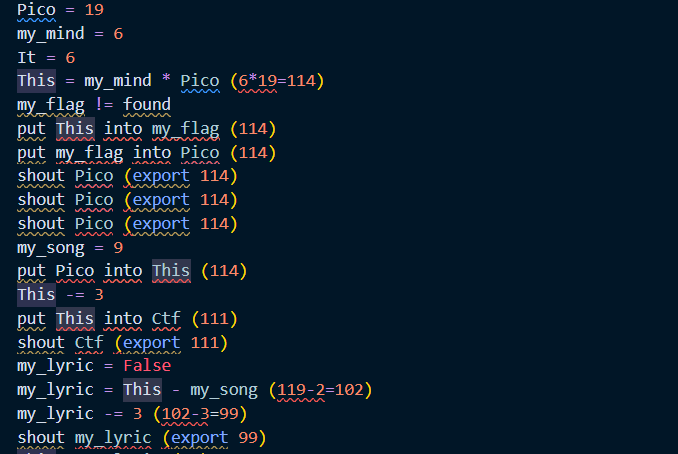 Pico = 19
my_mind = 6
It = 6
This = my_mind * Pico (6*19=114)
my_flag != found
put This into my_flag (114)
put my_flag into Pico (114)
shout Pico (export 114)
shout Pico (export 114)
shout Pico (export 114)
my_song = 9
put Pico into This (114)
This -= 3
put This into Ctf (111)
shout Ctf (export 111)
my_lyric = False
my_lyric = This - my_song (119-2=102)
my_lyric -= 3 (102-3=99)
shout my_lyric (export 99)